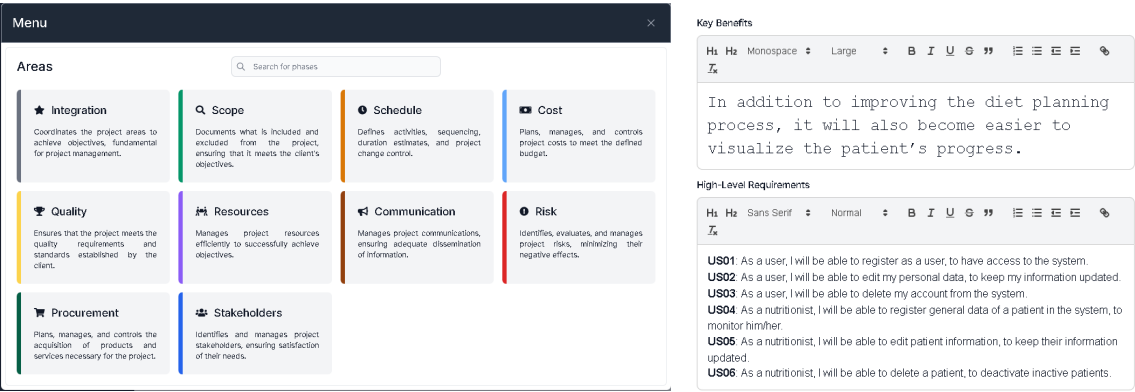 Menu
Areas
Search for phases
Integration
Coordinates the project areas to
achieve objectives, fundamental
for project management.
Scope
Documents what is included and
excluded from the project,
ensuring that it meets the client's
objectives.
Schedule
Defines activities, sequencing,
duration estimates, and project
change control.
Cost
Plans, manages, and controls
project costs to meet the defined
budget.
Quality
Ensures that the project meets the
quality requirements and
standards established by the
client.
Resources
Manages project resources
efficiently to successfully achieve
objectives.
Communication
Manages project communications,
ensuring adequate dissemination
of information.
Risk
Identifies, evaluates, and manages
project risks, minimizing their
negative effects.
Procurement
Plans, manages, and controls the
acquisition of products and
services necessary for the project.
Stakeholders
Identifies and manages project
stakeholders, ensuring satisfaction
of their needs.
Key Benefits
H1 H2 Monospace Large B I U S
In addition to improving the diet planning
process, it will also become easier to
visualize the patient's progress.
High-Level Requirements
H1 H2 Sans Serif Normal B I U S
US01: As a user, I will be able to register as a user, to have access to the system.
US02: As a user, I will be able to edit my personal data, to keep my information updated.
US03: As a user, I will be able to delete my account from the system.
US04: As a nutritionist, I will be able to register general data of a patient in the system, to
monitor him/her.
US05: As a nutritionist, I will be able to edit patient information, to keep their information
updated.
US06: As a nutritionist, I will be able to delete a patient, to deactivate inactive patients.